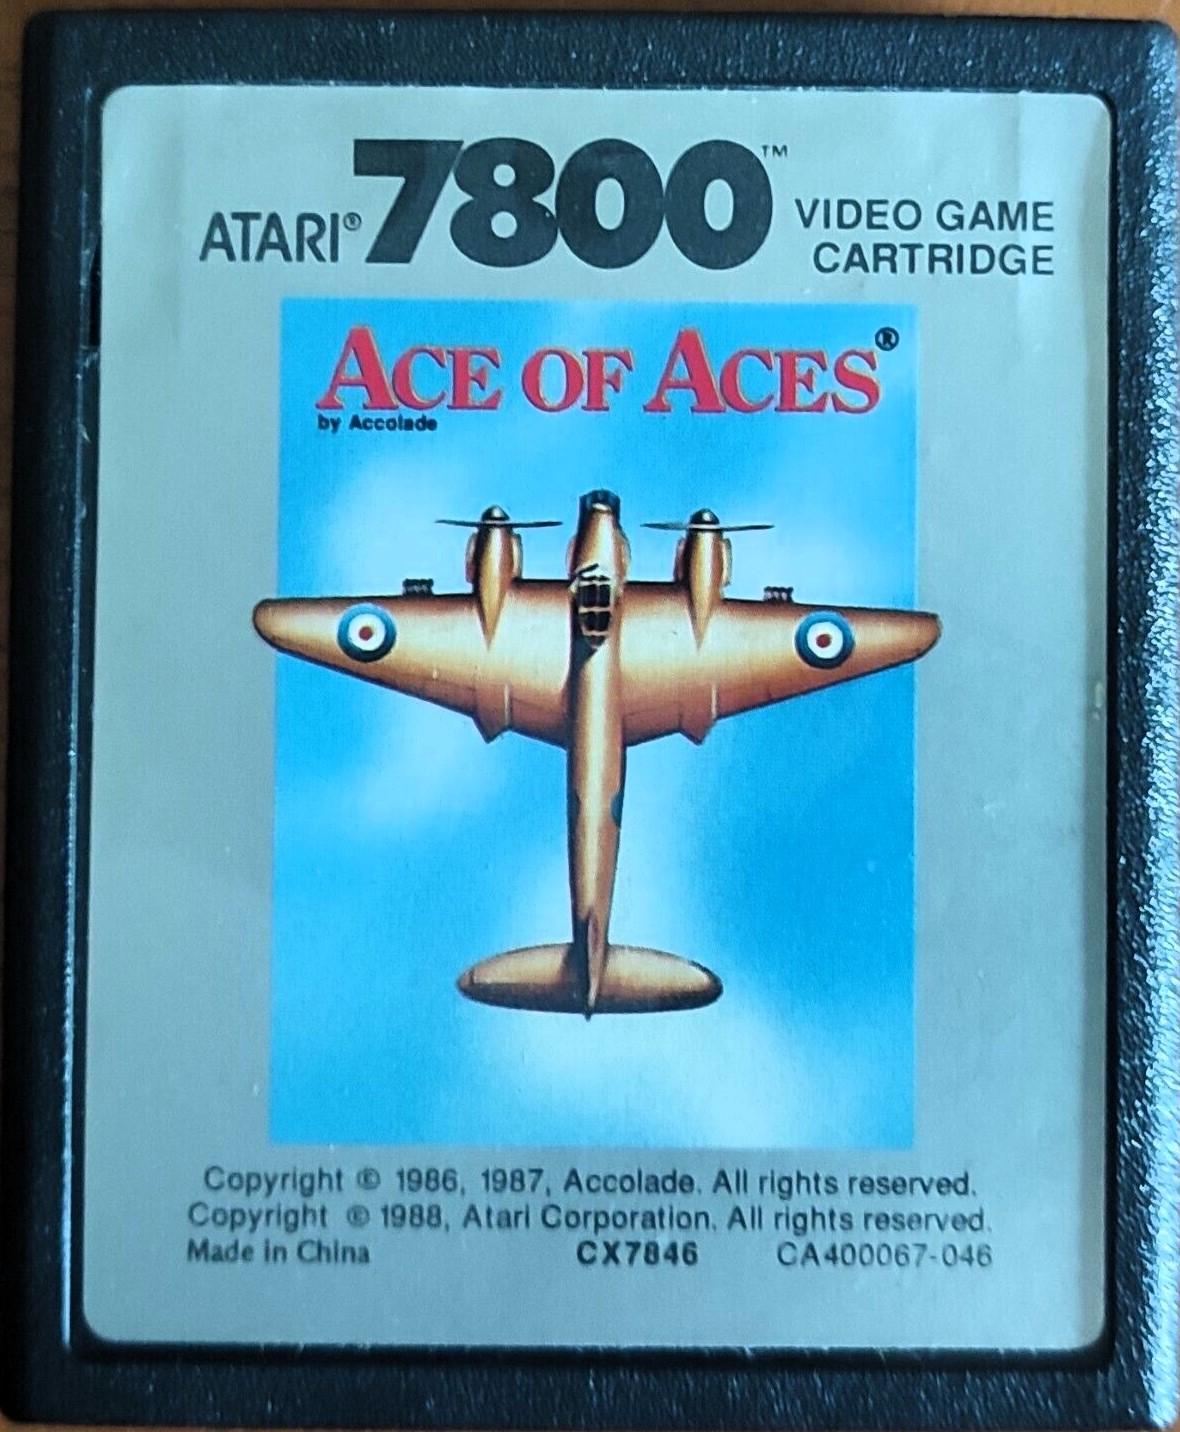 ATARI® 7800™ VIDEO GAME
CARTRIDGE
ACE OF ACES®
by Accolade
Copyright © 1986, 1987, Accolade. All rights reserved.
Copyright © 1988, Atari Corporation. All rights reserved.
Made in China CX7846 CA400067-046